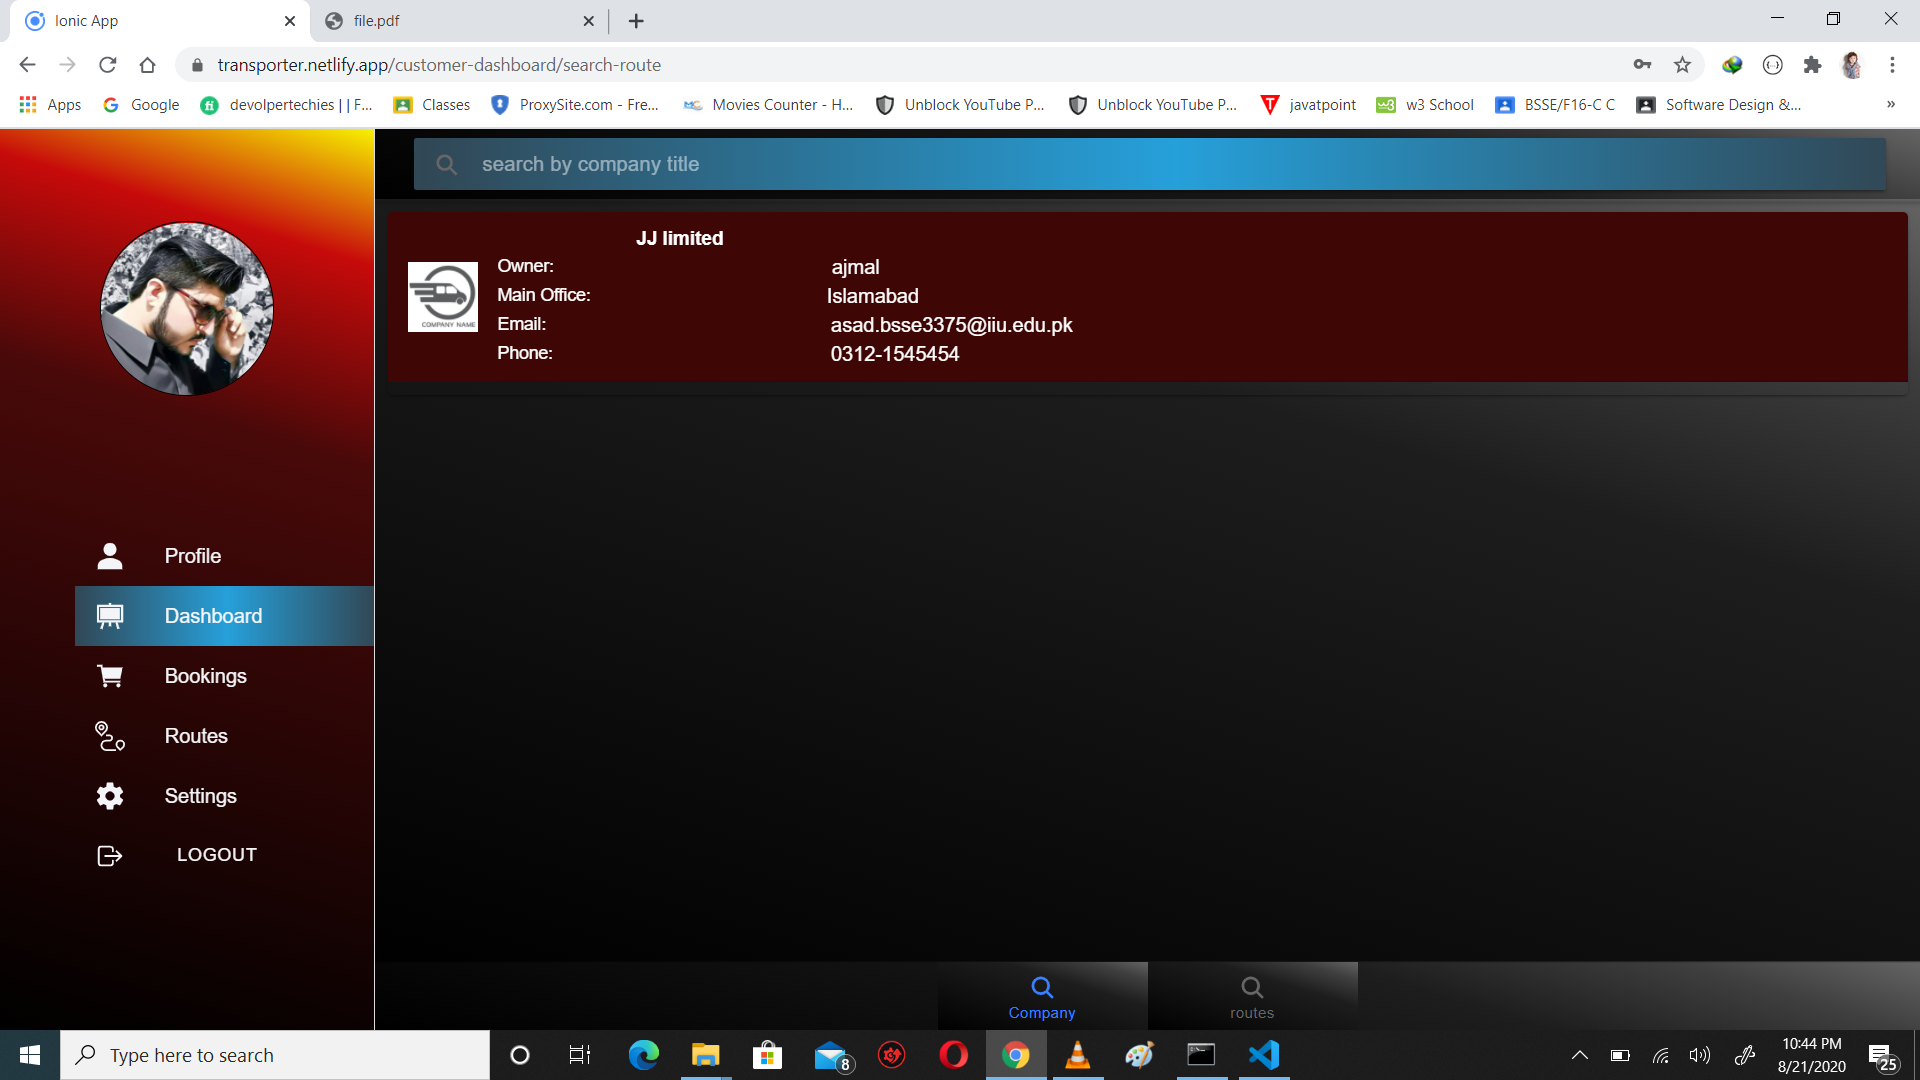 Ionic App
file.pdf
transporter.netlify.app/customer-dashboard/search-route
Apps
Google
devolpertechies | | F...
Classes
ProxySite.com - Fre...
Movies Counter - H...
Unblock YouTube P...
Unblock YouTube P...
javatpoint
w3 School
BSSE/F16-C C
Software Design &...
»
search by company title
JJ limited
Owner: ajmal
Main Office: Islamabad
Email: asad.bsse3375@iiu.edu.pk
Phone: 0312-1545454
COMPANY NAME
Profile
Dashboard
Bookings
Routes
Settings
LOGOUT
Company
routes
Type here to search
8
10:44 PM
8/21/2020
25